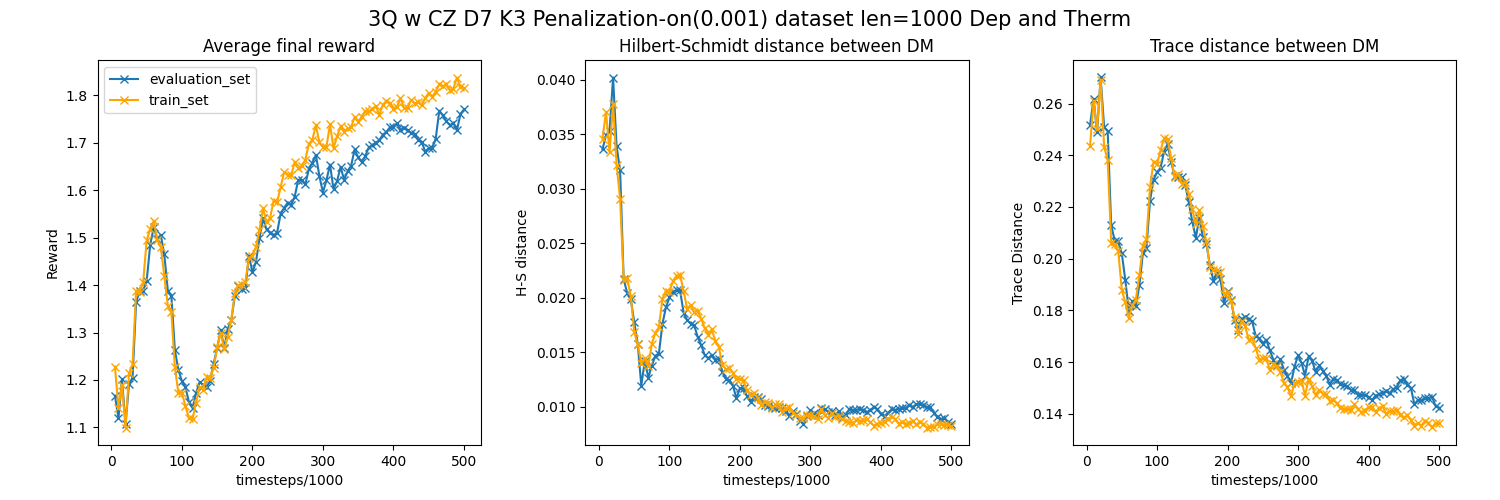 3Q w CZ D7 K3 Penalization-on(0.001) dataset len=1000 Dep and Therm
Average final reward
evaluation_set
train_set
Reward
1.8
1.7
1.6
1.5
1.4
1.3
1.2
1.1
0 100 200 300 400 500
timesteps/1000
Hilbert-Schmidt distance between DM
H-S distance
0.040
0.035
0.030
0.025
0.020
0.015
0.010
0 100 200 300 400 500
timesteps/1000
Trace distance between DM
Trace Distance
0.26
0.24
0.22
0.20
0.18
0.16
0.14
0 100 200 300 400 500
timesteps/1000